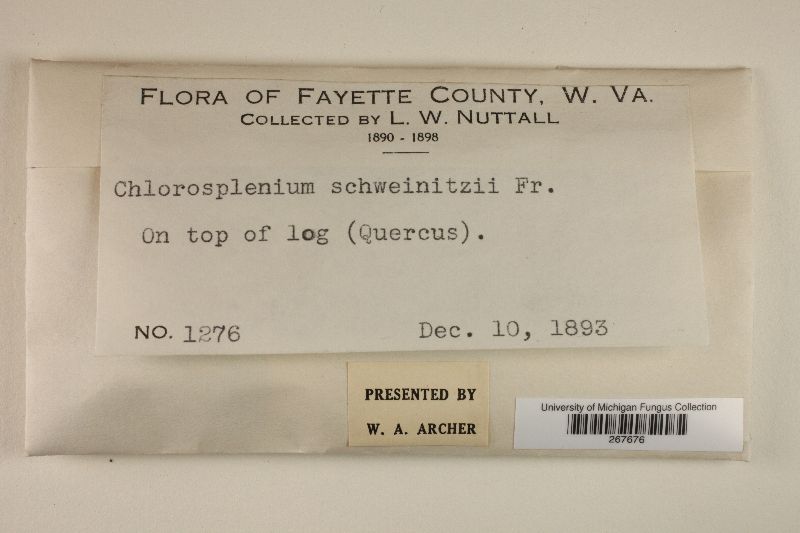 FLORA OF FAYETTE COUNTY, W. VA.
COLLECTED BY L. W. NUTTALL
1890 - 1898
Chlorosplenium schweinitzii Fr.
On top of log (Quercus).
NO. 1276 Dec. 10, 1893
PRESENTED BY
W. A. ARCHER
University of Michigan Fungus Collection
267676